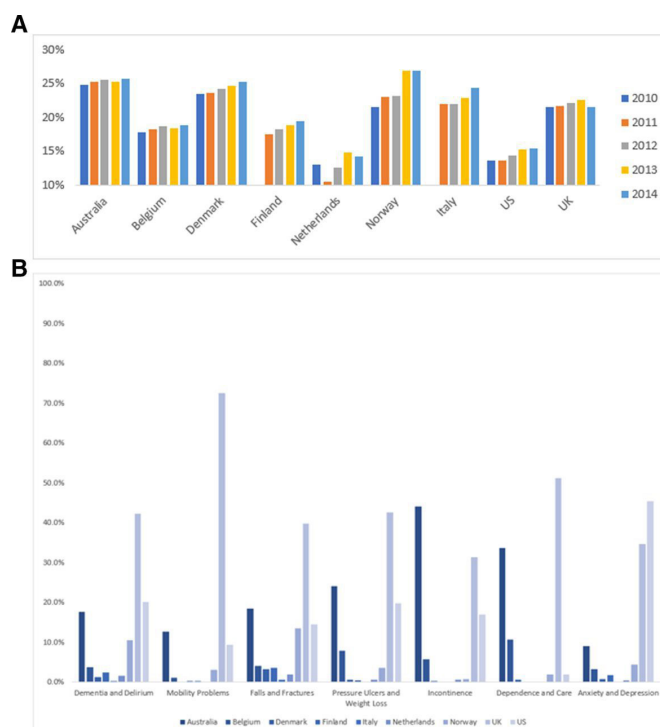 A
30%
25%
20%
15%
10%
2010
2011
2012
2013
2014
Australia
Belgium
Denmark
Finland
Netherlands
Norway
Italy
US
UK
B
100.0%
90.0%
80.0%
70.0%
60.0%
50.0%
40.0%
30.0%
20.0%
10.0%
0.0%
Dementia and Delirium Mobility Problems Falls and Fractures Pressure Ulcers and Incontinence Dependence and Care Anxiety and Depression
Weight Loss
Australia Belgium Denmark Finland Italy Netherlands Norway UK US